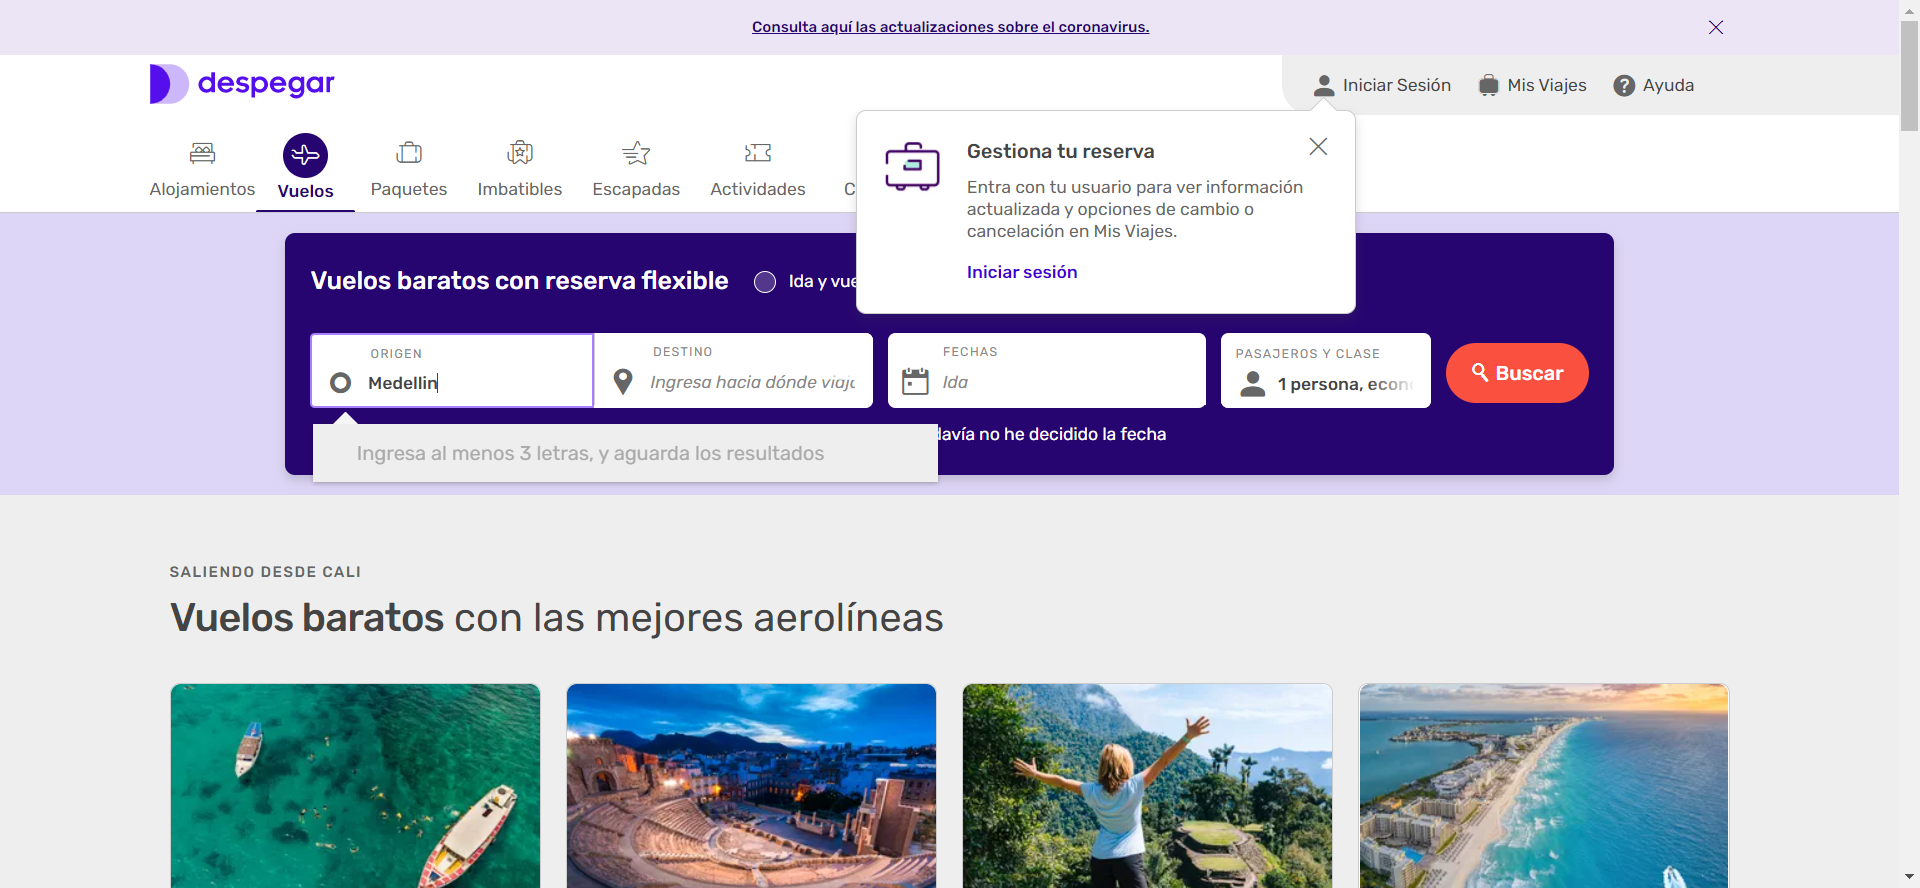 Consulta aquí las actualizaciones sobre el coronavirus.
despegar
Iniciar Sesión
Mis Viajes
? Ayuda
Alojamientos
Vuelos
Paquetes
Imbatibles
Escapadas
Actividades
C
Gestiona tu reserva
Entra con tu usuario para ver información
actualizada y opciones de cambio o
cancelación en Mis Viajes.
Iniciar sesión
Vuelos baratos con reserva flexible
Ida y vue
ORIGEN
Medellin
DESTINO
Ingresa hacia dónde viaj
FECHAS
Ida
PASAJEROS Y CLASE
1 persona, econ
Buscar
davía no he decidido la fecha
Ingresa al menos 3 letras, y aguarda los resultados
SALIENDO DESDE CALI
Vuelos baratos con las mejores aerolíneas